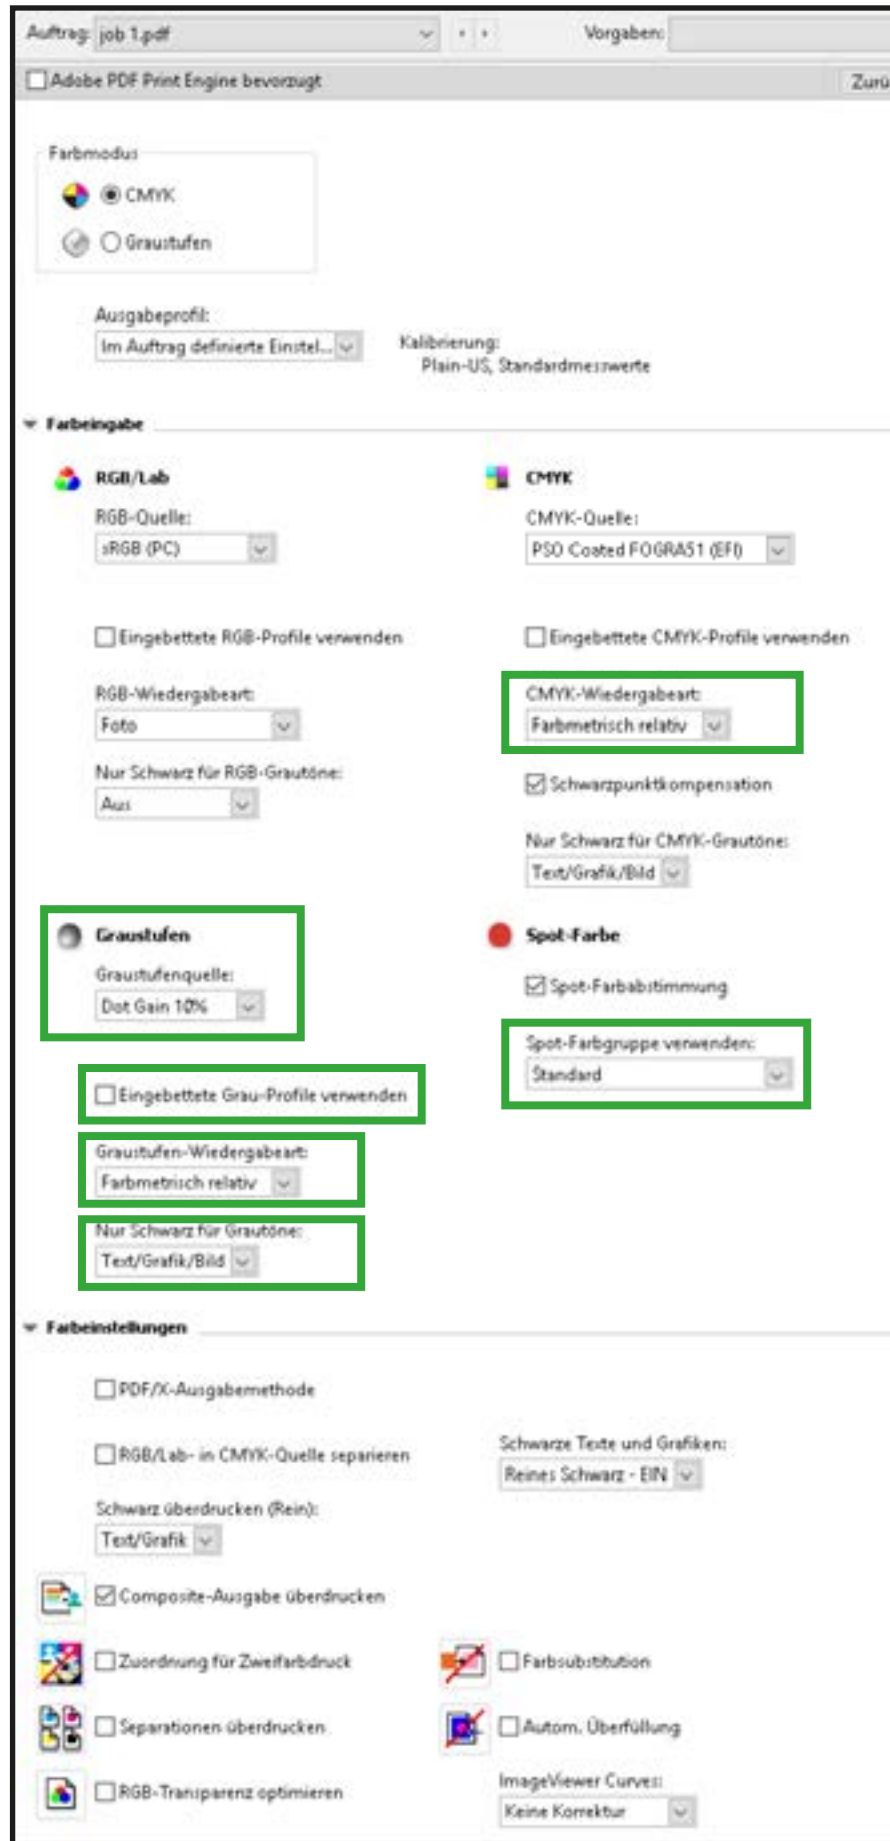 Auftrag: job 1.pdf
Vorgaben:
Adobe PDF Print Engine bevorzugt
Zurü
Farbmodus
CMYK
Graustufen
Ausgabeprofil:
Im Auftrag definierte Einstel...
Kalibrierung:
Plain-US, Standardmesswerte
Farbeingabe
RGB/Lab
RGB-Quelle:
sRGB (PC)
Eingebettete RGB-Profile verwenden
RGB-Wiedergabeart:
Foto
Nur Schwarz für RGB-Grautöne:
Aus
CMYK
CMYK-Quelle:
PSO Coated FOGRA51 (EFI)
Eingebettete CMYK-Profile verwenden
CMYK-Wiedergabeart:
Farbmetrisch relativ
Schwarzpunktkompensation
Nur Schwarz für CMYK-Grautöne:
Text/Grafik/Bild
Graustufen
Graustufenquelle:
Dot Gain 10%
Eingebettete Grau-Profile verwenden
Graustufen-Wiedergabeart:
Farbmetrisch relativ
Nur Schwarz für Grautöne:
Text/Grafik/Bild
Spot-Farbe
Spot-Farbabstimmung
Spot-Farbgruppe verwenden:
Standard
Farbeinstellungen
PDF/X-Ausgabemethode
RGB/Lab- in CMYK-Quelle separieren
Schwarze Texte und Grafiken:
Reines Schwarz - EIN
Schwarz überdrucken (Rein):
Text/Grafik
Composite-Ausgabe überdrucken
Zuordnung für Zweifarbdruck
Farbsubstitution
Separationen überdrucken
Autom. Überfüllung
RGB-Transparenz optimieren
ImageViewer Curves:
Keine Korrektur